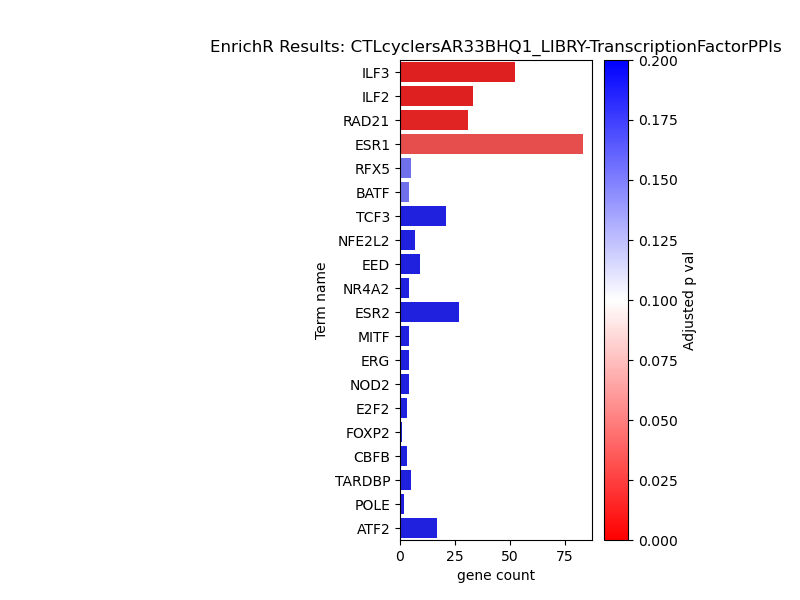 EnrichR Results: CTLcyclersAR33BHQ1_LIBRY-TranscriptionFactorPPIs
ILF3
ILF2
RAD21
ESR1
RFX5
BATF
TCF3
NFE2L2
EED
NR4A2
ESR2
MITF
ERG
NOD2
E2F2
FOXP2
CBFB
TARDBP
POLE
ATF2
Term name
0
25
50
75
gene count
0.200
0.175
0.150
0.125
0.100
0.075
0.050
0.025
0.000
Adjusted p val